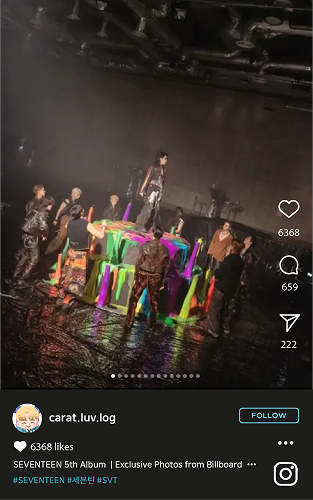 6368
659
222
carat.luv.log
FOLLOW
6368 likes
SEVENTEEN 5th Album | Exclusive Photos from Billboard ···
#SEVENTEEN #세븐틴 #SVT